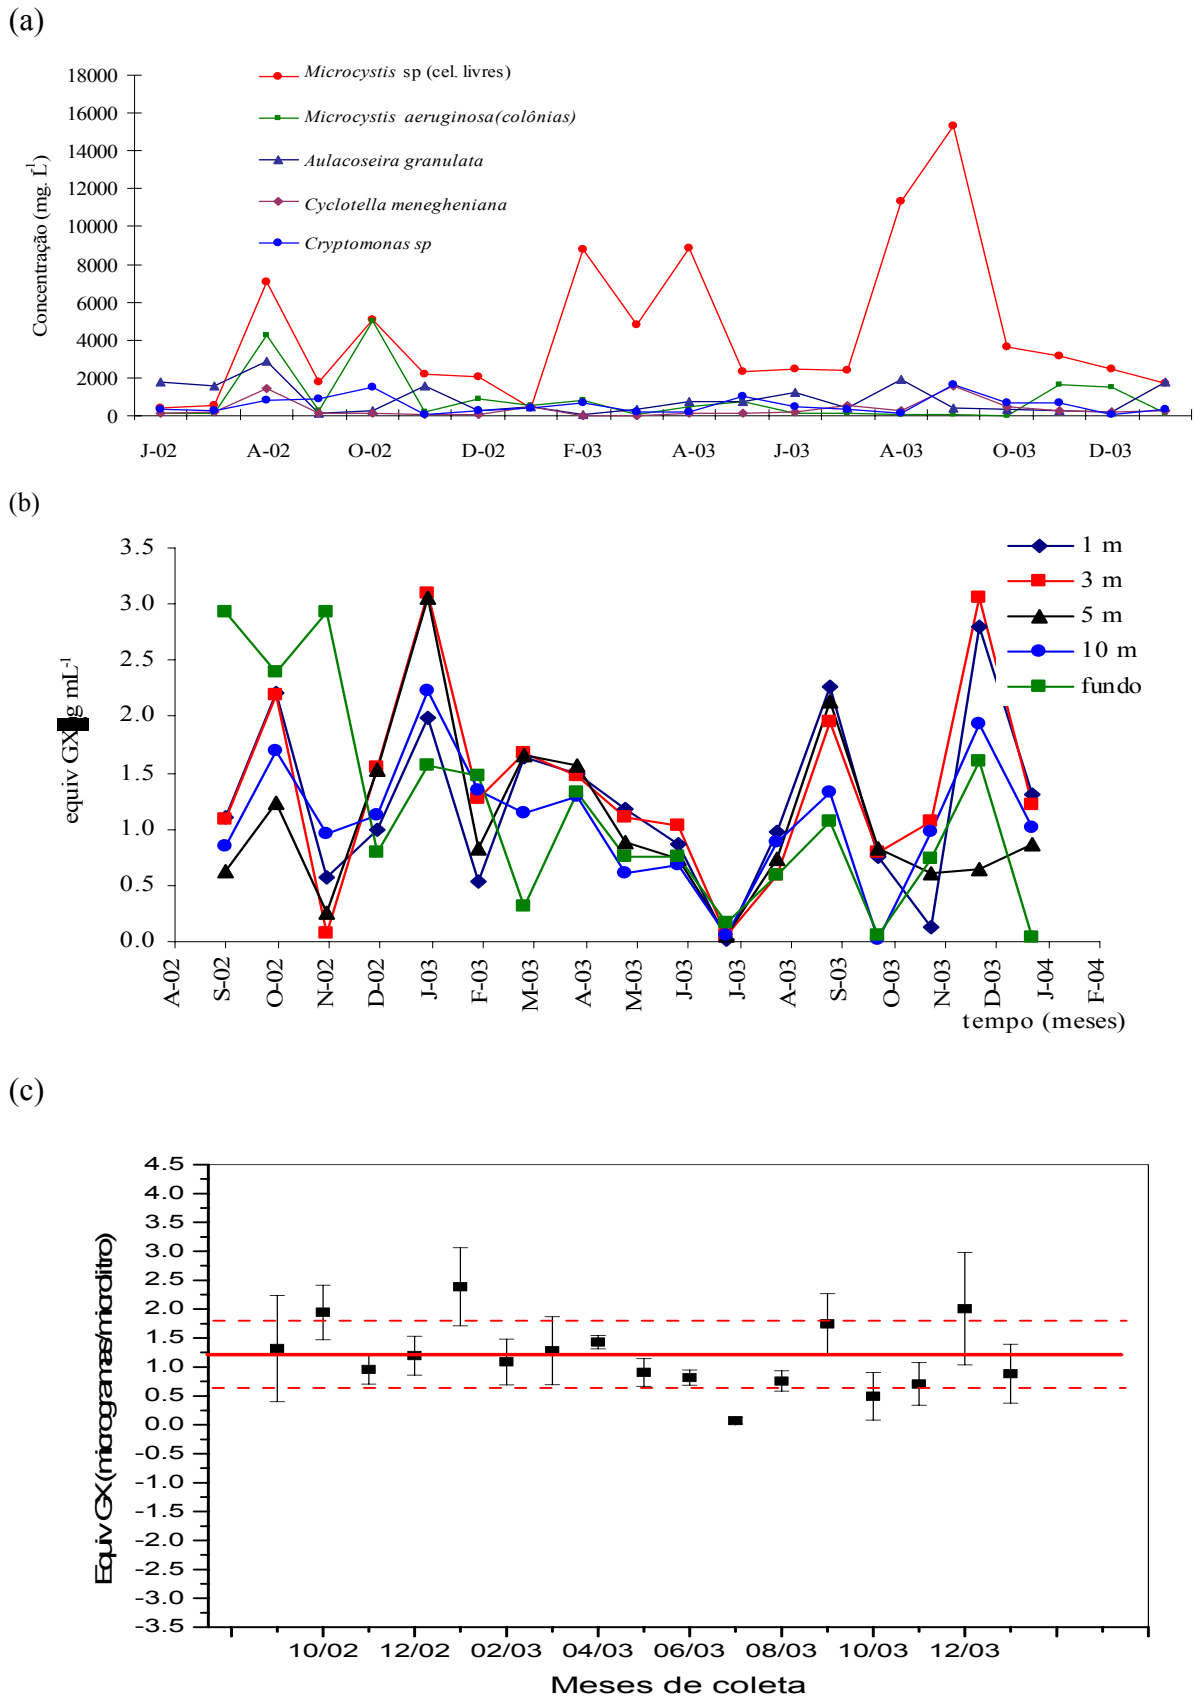 (a)
18000
16000
14000
12000
10000
8000
6000
4000
2000
0
Concentração (mg. L¹)
Microcystis sp (cel. livres)
Microcystis aeruginosa(colônias)
Aulacoseira granulata
Cyclotella menegheniana
Cryptomonas sp
J-02 A-02 O-02 D-02 F-03 A-03 J-03 A-03 O-03 D-03
(b)
3.5
3.0
2.5
2.0
1.5
1.0
0.5
0.0
equiv GX g mL⁻¹
1 m
3 m
5 m
10 m
fundo
A-02 S-02 O-02 N-02 D-02 J-03 F-03 M-03 A-03 M-03 J-03 J-03 A-03 S-03 O-03 N-03 D-03 J-04 F-04
tempo (meses)
(c)
4.5
4.0
3.5
3.0
2.5
2.0
1.5
1.0
0.5
0.0
-0.5
-1.0
-1.5
-2.0
-2.5
-3.0
-3.5
Equiv GX (microgramas/microlitro)
10/02 12/02 02/03 04/03 06/03 08/03 10/03 12/03
Meses de coleta